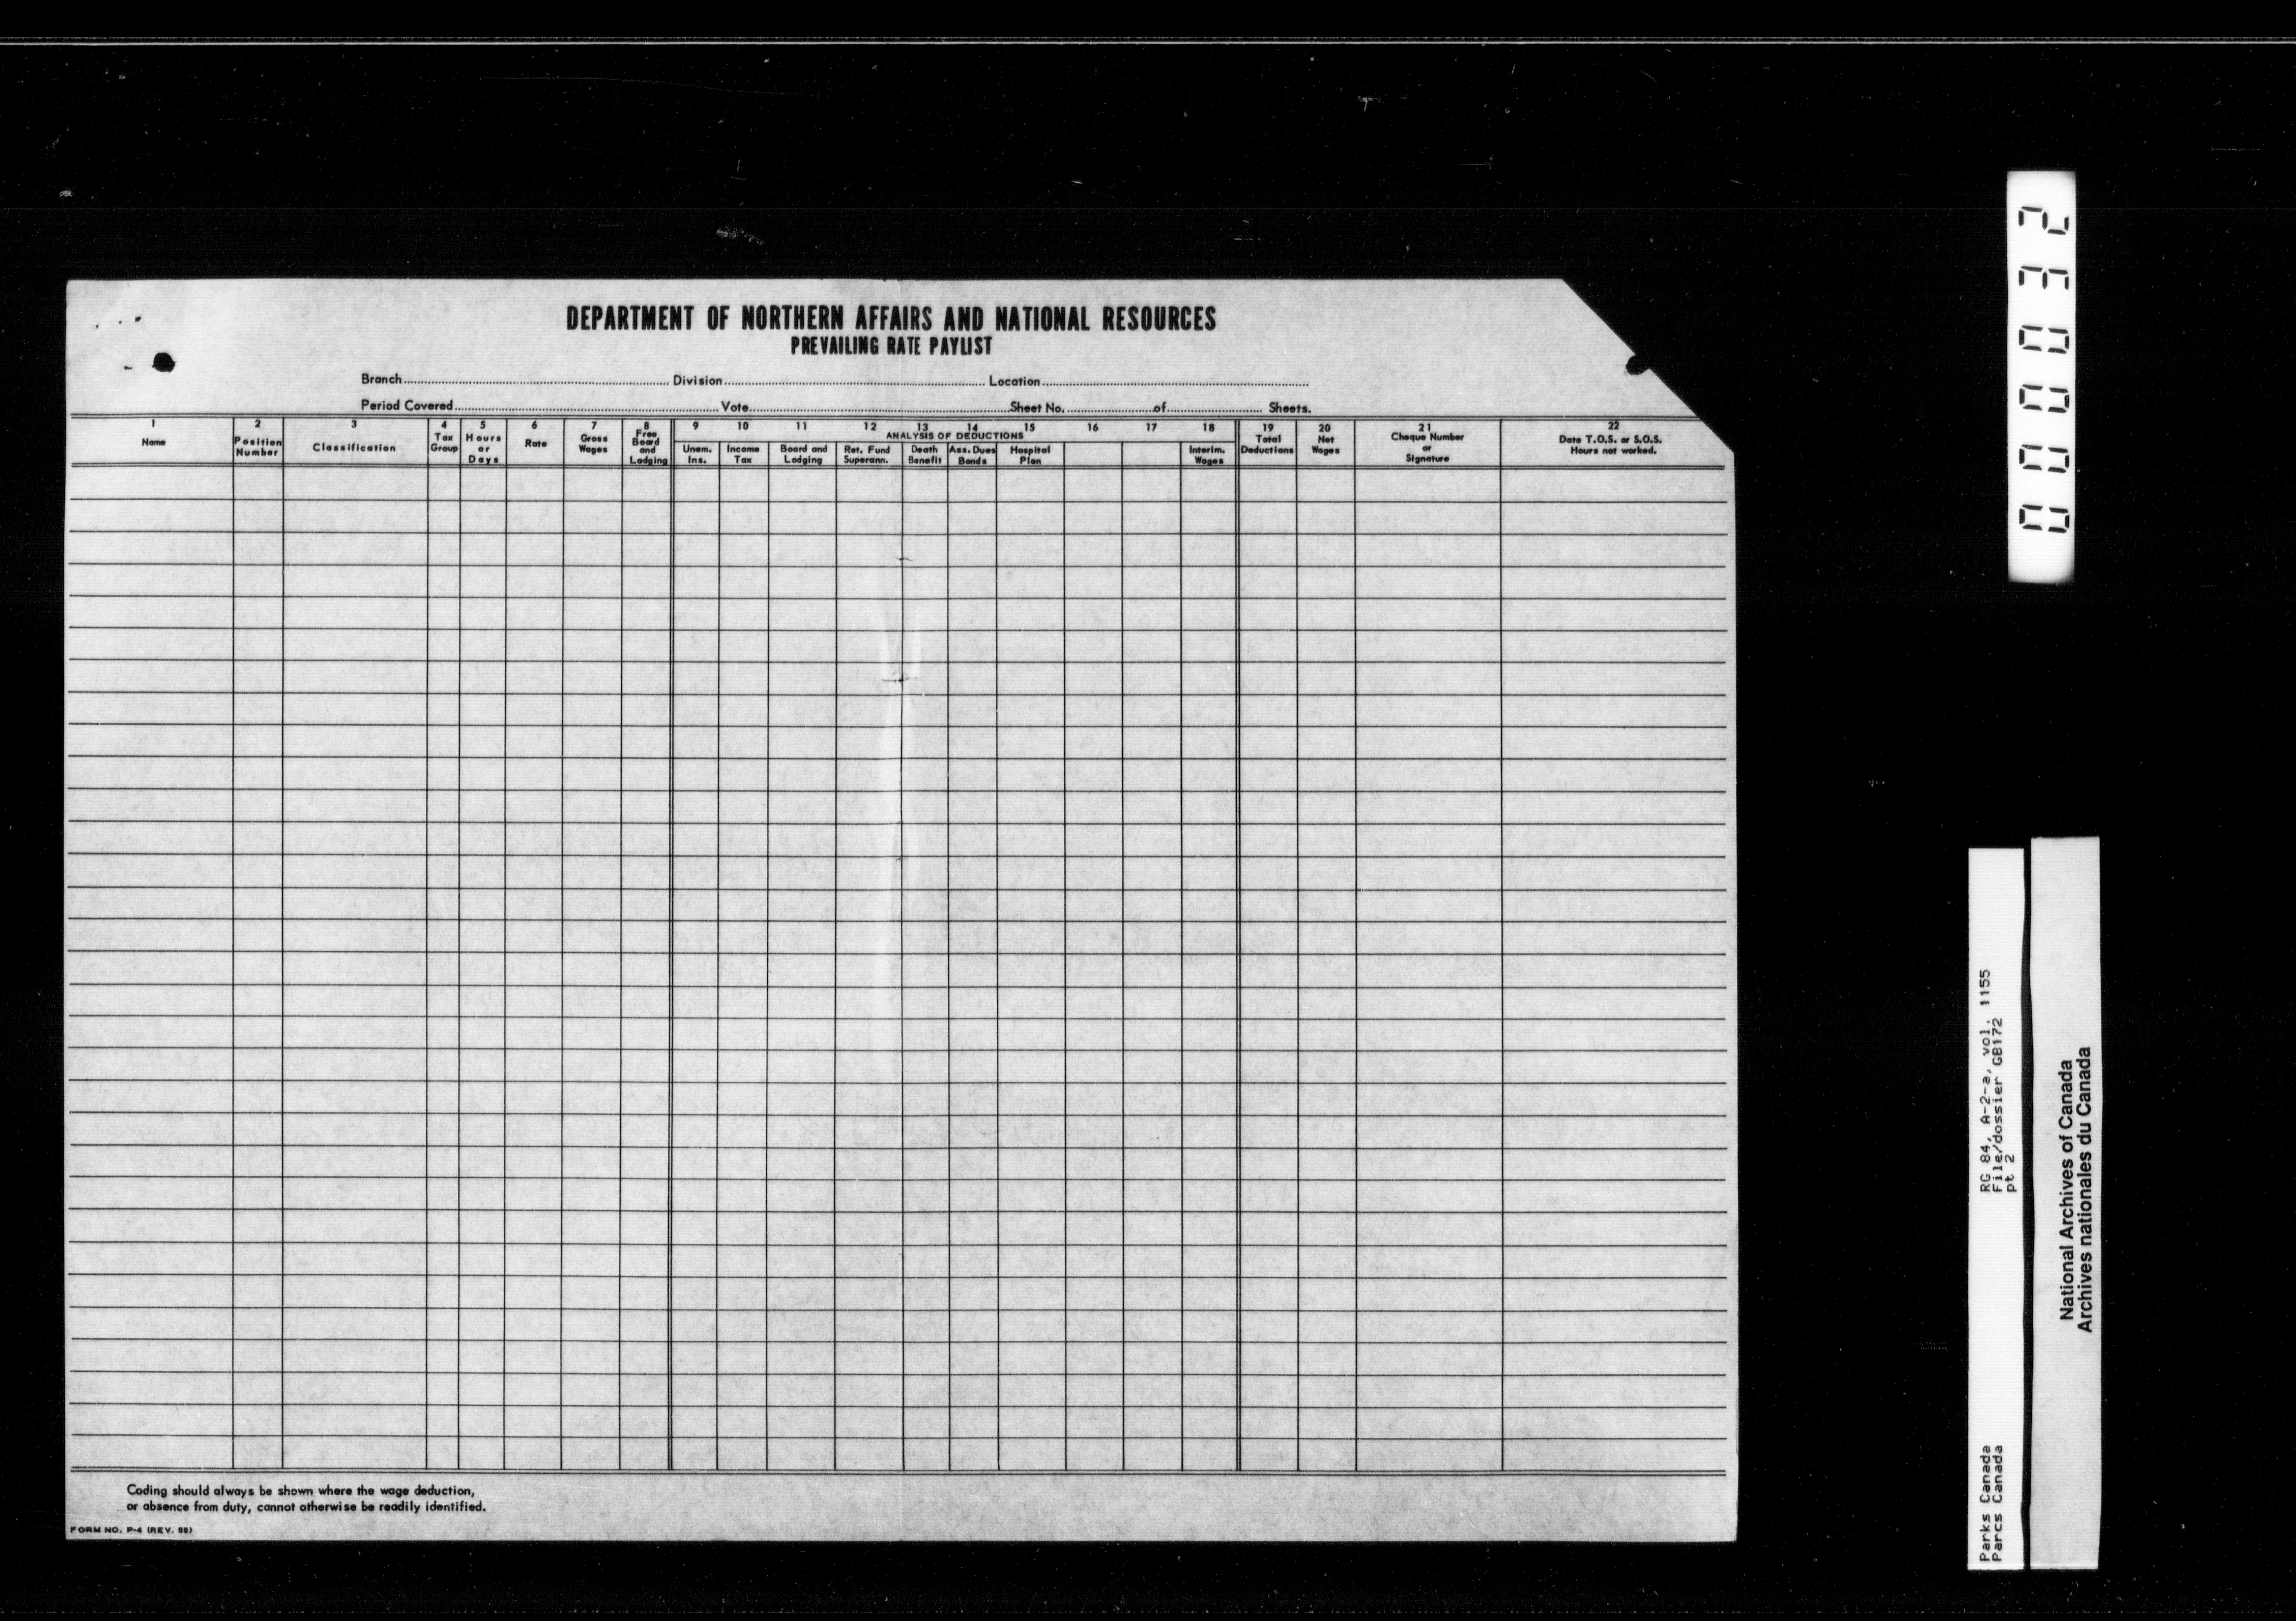 DEPARTMENT OF NORTHERN AFFAIRS AND NATIONAL RESOURCES
PREVAILING RATE PAYLIST
Branch Division Location
Period Covered Vote Sheet No. of Sheets.
1 2 3 4 5 6 7 8 9 10 11 12 13 14 15 16 17 18 19 20 21 22
Name
Position
Number
Classification
Tax
Group
Hours
or
Days
Rate
Gross
Wages
Free
Board
and
Lodging
ANALYSIS OF DEDUCTIONS
Unem.
Ins.
Income
Tax
Board and
Lodging
Ret. Fund
Superann.
Death
Benefit
Ass. Dues
Bonds
Hospital
Plan
Interim.
Wages
Total
Deductions
Net
Wages
Cheque Number
or
Signature
Date T.O.S. or S.O.S.
Hours not worked.
Coding should always be shown where the wage deduction,
or absence from duty, cannot otherwise be readily identified.
FORM NO. P-4 (REV. 58)
000032
RG 84, A-2-a, vol. 1155
File/dossier GB172
pt 2
Parks Canada
Parcs Canada
National Archives of Canada
Archives nationales du Canada